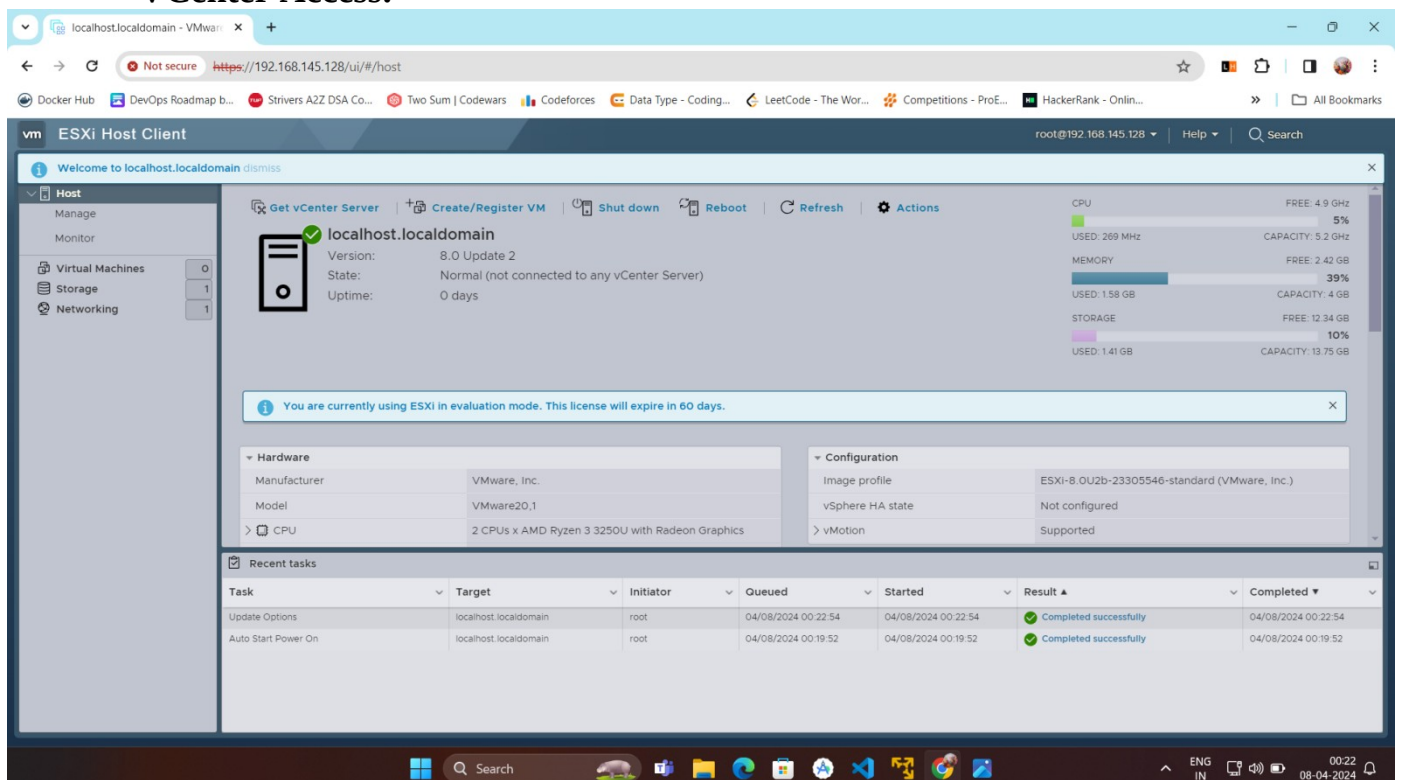 vCenter Access:
localhost.localdomain - VMwar
Not secure https://192.168.145.128/ui/#/host
Docker Hub DevOps Roadmap b... Strivers A2Z DSA Co... Two Sum | Codewars Codeforces Data Type - Coding... LeetCode - The Wor... Competitions - ProE... HackerRank - Onlin... » All Bookmarks
vm ESXi Host Client root@192.168.145.128 Help Search
Welcome to localhost.localdomain dismiss
Host
Manage
Monitor
Virtual Machines 0
Storage 1
Networking 1
Get vCenter Server Create/Register VM Shut down Reboot Refresh Actions
localhost.localdomain
Version: 8.0 Update 2
State: Normal (not connected to any vCenter Server)
Uptime: 0 days
CPU FREE: 4.9 GHz
5%
USED: 269 MHz CAPACITY: 5.2 GHz
MEMORY FREE: 2.42 GB
39%
USED: 1.58 GB CAPACITY: 4 GB
STORAGE FREE: 12.34 GB
10%
USED: 1.41 GB CAPACITY: 13.75 GB
You are currently using ESXi in evaluation mode. This license will expire in 60 days.
Hardware
Manufacturer VMware, Inc.
Model VMware20,1
CPU 2 CPUs x AMD Ryzen 3 3250U with Radeon Graphics
Configuration
Image profile ESXi-8.0U2b-23305546-standard (VMware, Inc.)
vSphere HA state Not configured
vMotion Supported
Recent tasks
Task Target Initiator Queued Started Result Completed
Update Options localhost.localdomain root 04/08/2024 00:22:54 04/08/2024 00:22:54 Completed successfully 04/08/2024 00:22:54
Auto Start Power On localhost.localdomain root 04/08/2024 00:19:52 04/08/2024 00:19:52 Completed successfully 04/08/2024 00:19:52
Search
ENG
IN
00:22
08-04-2024